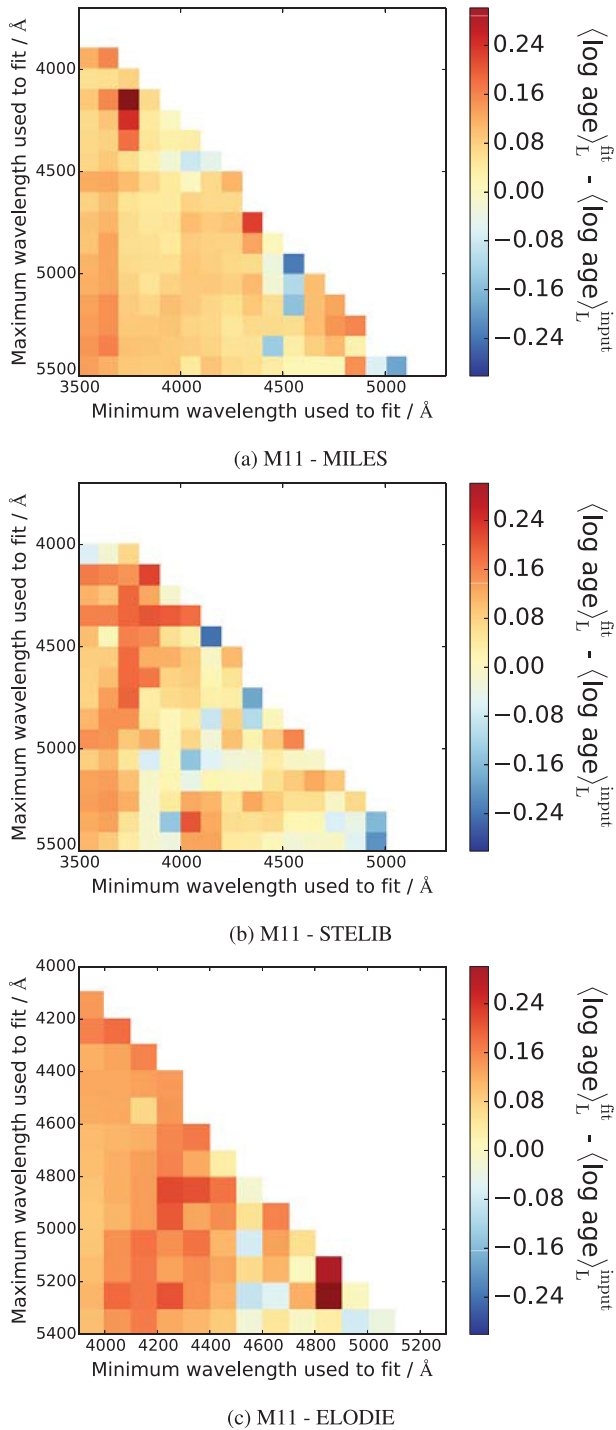 4000
4500
5000
5500
Maximum wavelength used to fit / Å
3500 4000 4500 5000
Minimum wavelength used to fit / Å
0.24
0.16
0.08
0.00
−0.08
−0.16
−0.24
⟨log age⟩_L^fit - ⟨log age⟩_L^input
(a) M11 - MILES
4000
4500
5000
5500
Maximum wavelength used to fit / Å
3500 4000 4500 5000
Minimum wavelength used to fit / Å
0.24
0.16
0.08
0.00
−0.08
−0.16
−0.24
⟨log age⟩_L^fit - ⟨log age⟩_L^input
(b) M11 - STELIB
4000
4200
4400
4600
4800
5000
5200
5400
Maximum wavelength used to fit / Å
4000 4200 4400 4600 4800 5000 5200
Minimum wavelength used to fit / Å
0.24
0.16
0.08
0.00
−0.08
−0.16
−0.24
⟨log age⟩_L^fit - ⟨log age⟩_L^input
(c) M11 - ELODIE